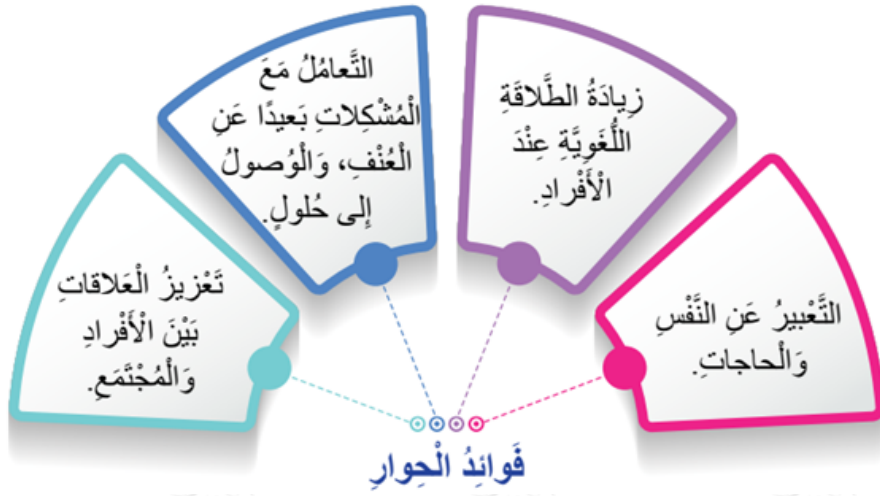 التَّعْبيرُ عَنِ النَّفْسِ
وَالْحاجاتِ.
زِيادَةُ الطَّلاقَةِ
اللُّغَوِيَّةِ عِنْدَ
الْأَفْرادِ.
التَّعامُلُ مَعَ
الْمُشْكِلاتِ بَعيدًا عَنِ
الْعُنْفِ، وَالْوُصولُ
إِلى حُلولٍ.
تَعْزيزُ الْعَلاقاتِ
بَيْنَ الْأَفْرادِ
وَالْمُجْتَمَعِ.
فَوائِدُ الْحِوارِ